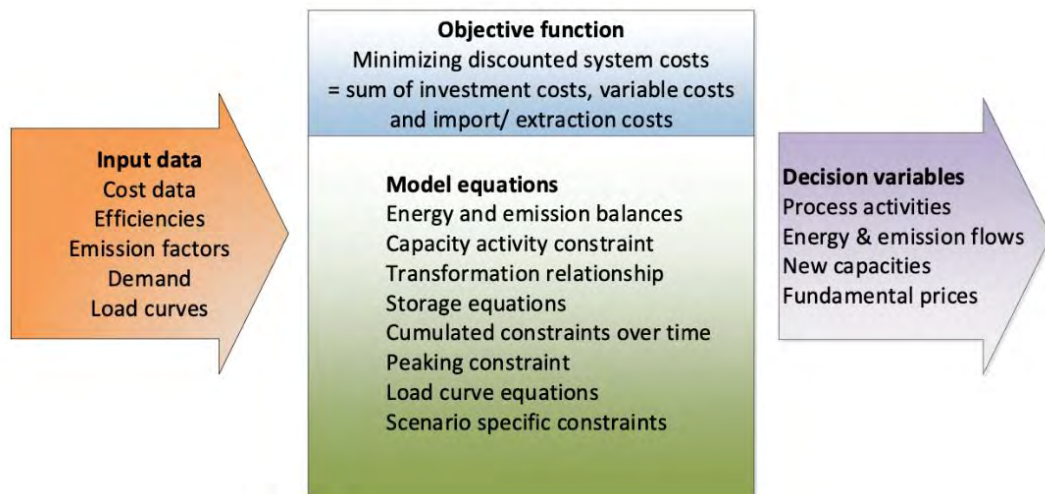 Objective function
Minimizing discounted system costs
= sum of investment costs, variable costs
and import/ extraction costs
Input data
Cost data
Efficiencies
Emission factors
Demand
Load curves
Model equations
Energy and emission balances
Capacity activity constraint
Transformation relationship
Storage equations
Cumulated constraints over time
Peaking constraint
Load curve equations
Scenario specific constraints
Decision variables
Process activities
Energy & emission flows
New capacities
Fundamental prices